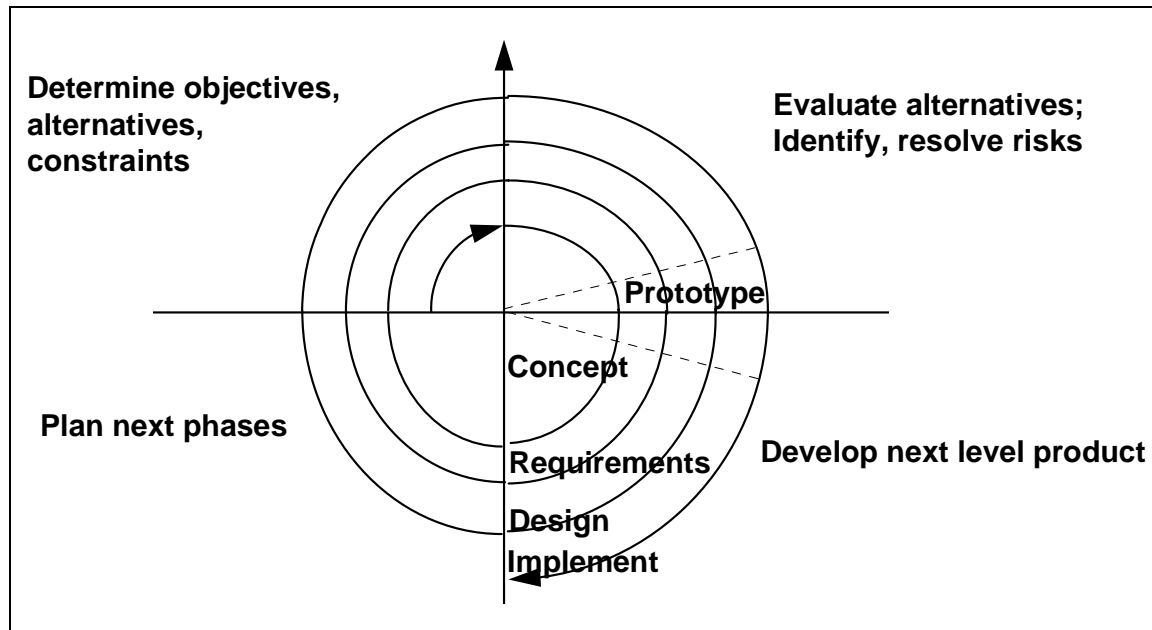 Determine objectives,
alternatives,
constraints
Evaluate alternatives;
Identify, resolve risks
Prototype
Concept
Plan next phases
Develop next level product
Requirements
Design
Implement